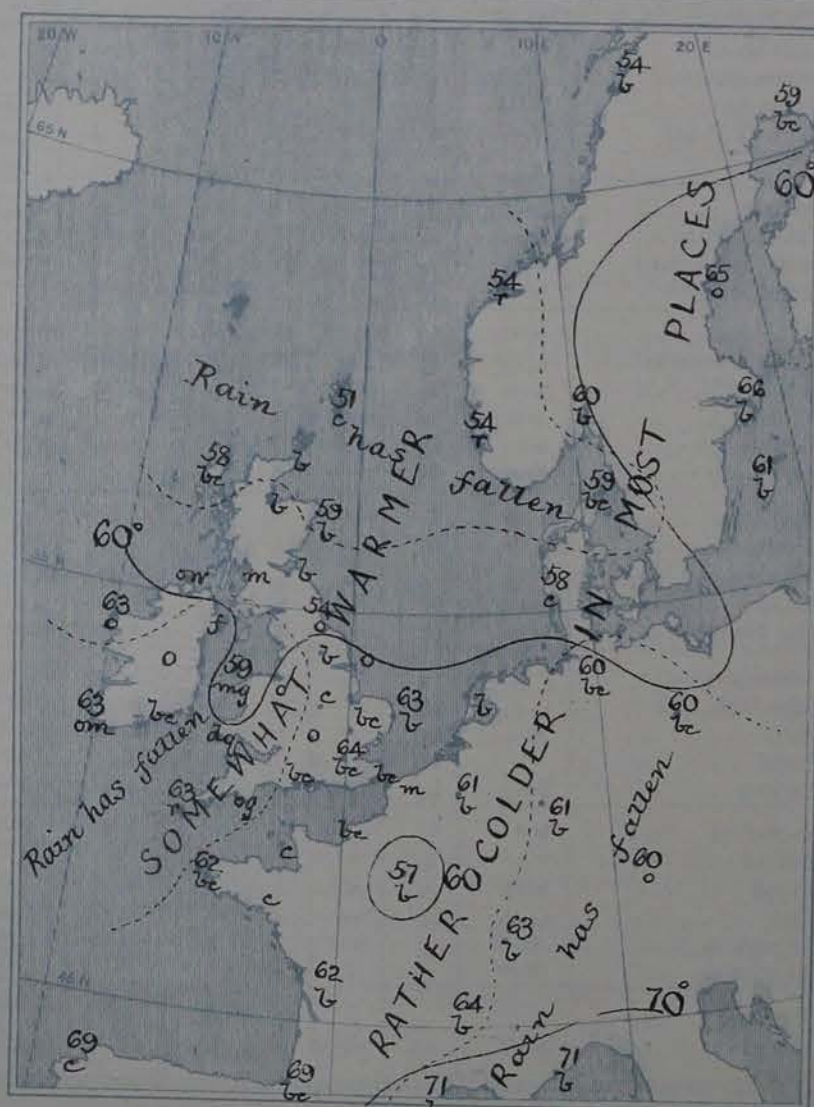 20/W
10/W
0
10 E
20 E
54
b
59
bc
65 N
60°
PLACES
65
o
54
r
Rain has fallen
51
c
60
b
66
b
54
r
58
bc
b
WARMER
MOST
61
b
b
59
b
59
bc
60°
om
m
b
58
c
63
o
f
54
o
IN
o
59
mg
b
o
60
bc
63
om
bc
SOMEWHAT
c
bc
63
b
b
60
bc
dq
o
64
bc
Rain has fallen
63
r
og
bc
bc
m
61
b
COLDER
61
b
bc
62
bc
c
57
b
60
60
o
c
RATHER
63
b
Rain has fallen
62
b
64
b
45 N
70°
69
c
69
bc
71
b
71
b